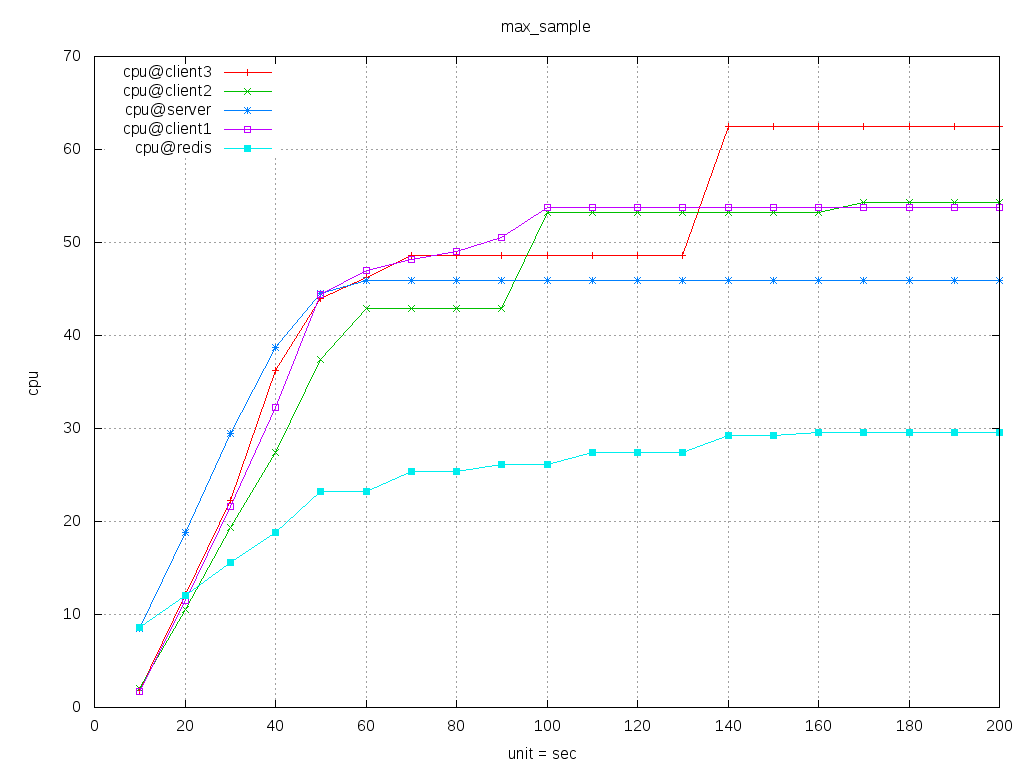 max_sample
70
60
50
40
30
20
10
0
cpu
cpu@client3
cpu@client2
cpu@server
cpu@client1
cpu@redis
0 20 40 60 80 100 120 140 160 180 200
unit = sec